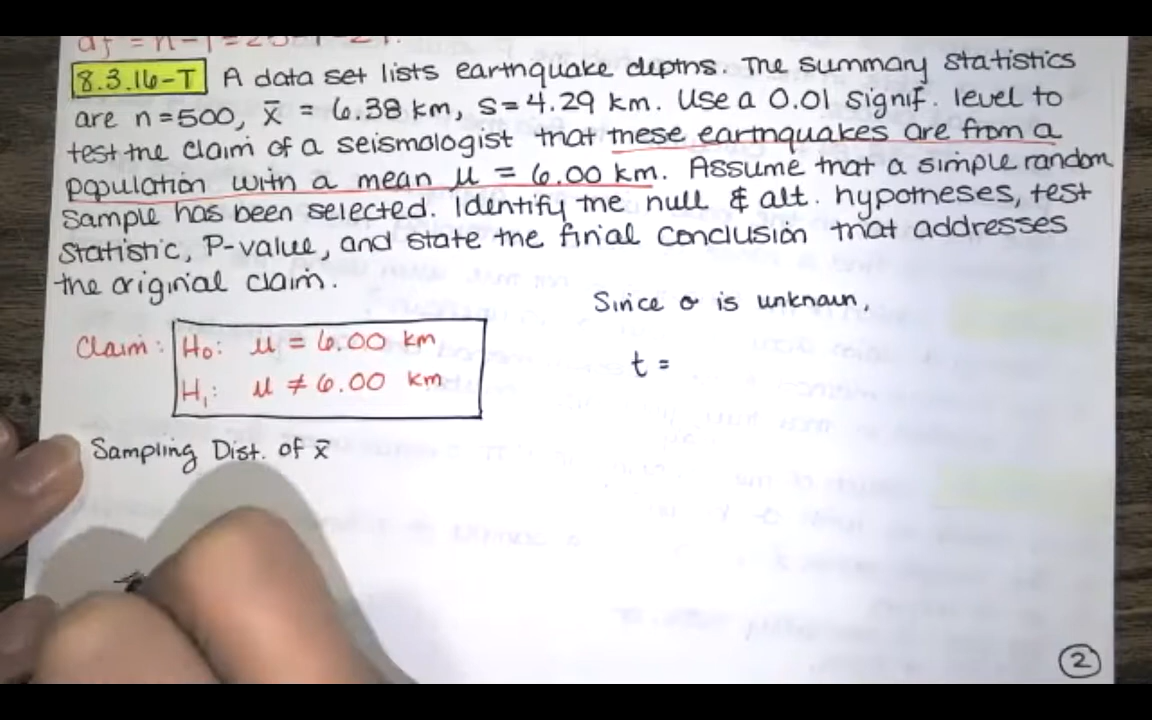 df = n-1 =
8.3.16-T A data set lists earthquake depths. The summary statistics
are n=500, x̄ = 6.38 km, s=4.29 km. Use a 0.01 signif. level to
test the claim of a seismologist that these earthquakes are from a
population with a mean μ = 6.00 km. Assume that a simple random
sample has been selected. Identify the null & alt. hypotheses, test
statistic, P-value, and state the final conclusion that addresses
the original claim.
Since σ is unknown,
Claim: H₀: μ = 6.00 km
H₁: μ ≠ 6.00 km
t =
Sampling Dist. of x̄
2